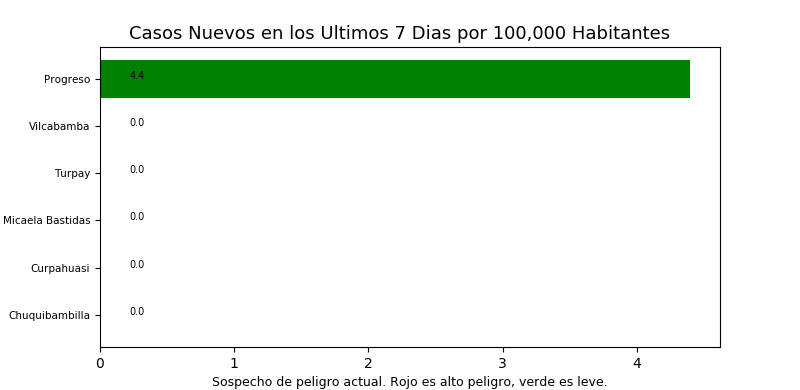 Casos Nuevos en los Ultimos 7 Dias por 100,000 Habitantes
Progreso 4.4
Vilcabamba 0.0
Turpay 0.0
Micaela Bastidas 0.0
Curpahuasi 0.0
Chuquibambilla 0.0
0 1 2 3 4
Sospecho de peligro actual. Rojo es alto peligro, verde es leve.